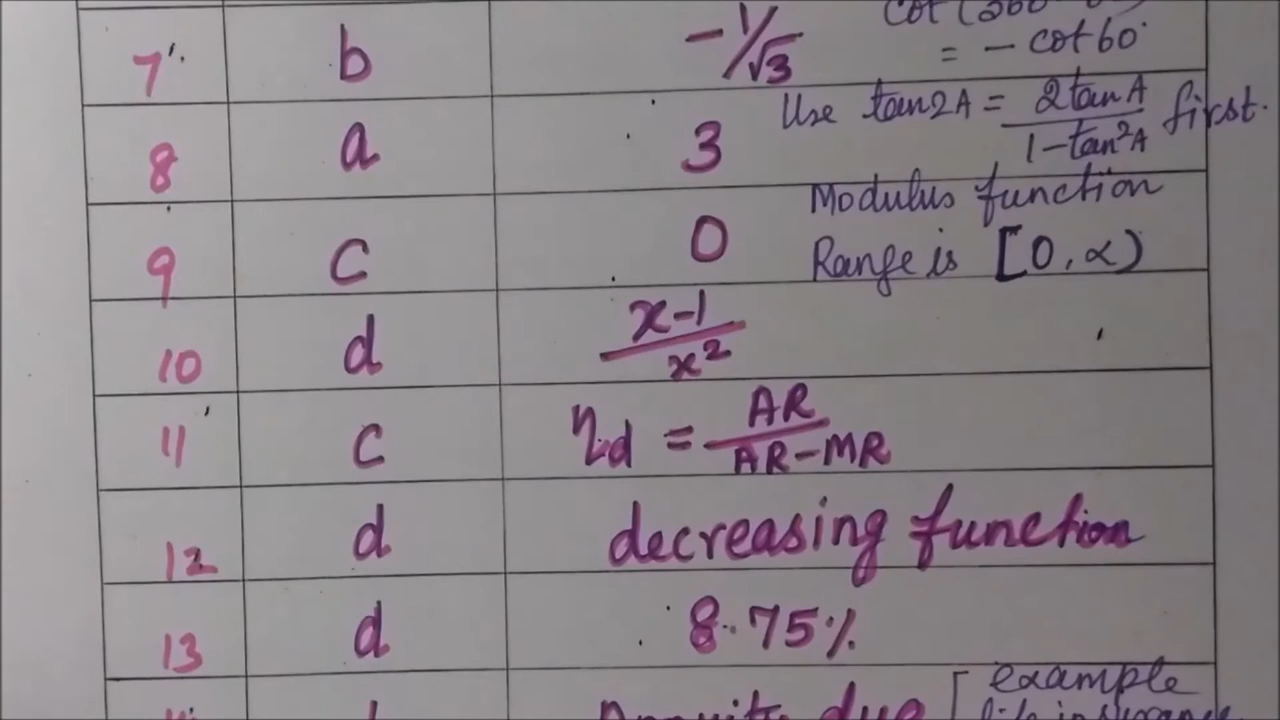 7 b -1/√3 = - cot 60°
8 a 3 Use tan2A = 2tanA / 1-tan²A first.
9 c 0 Modulus function
Range is [0, ∝)
10 d x-1 / x²
11 c ηd = AR / AR-MR
12 d decreasing function
13 d 8.75%
example